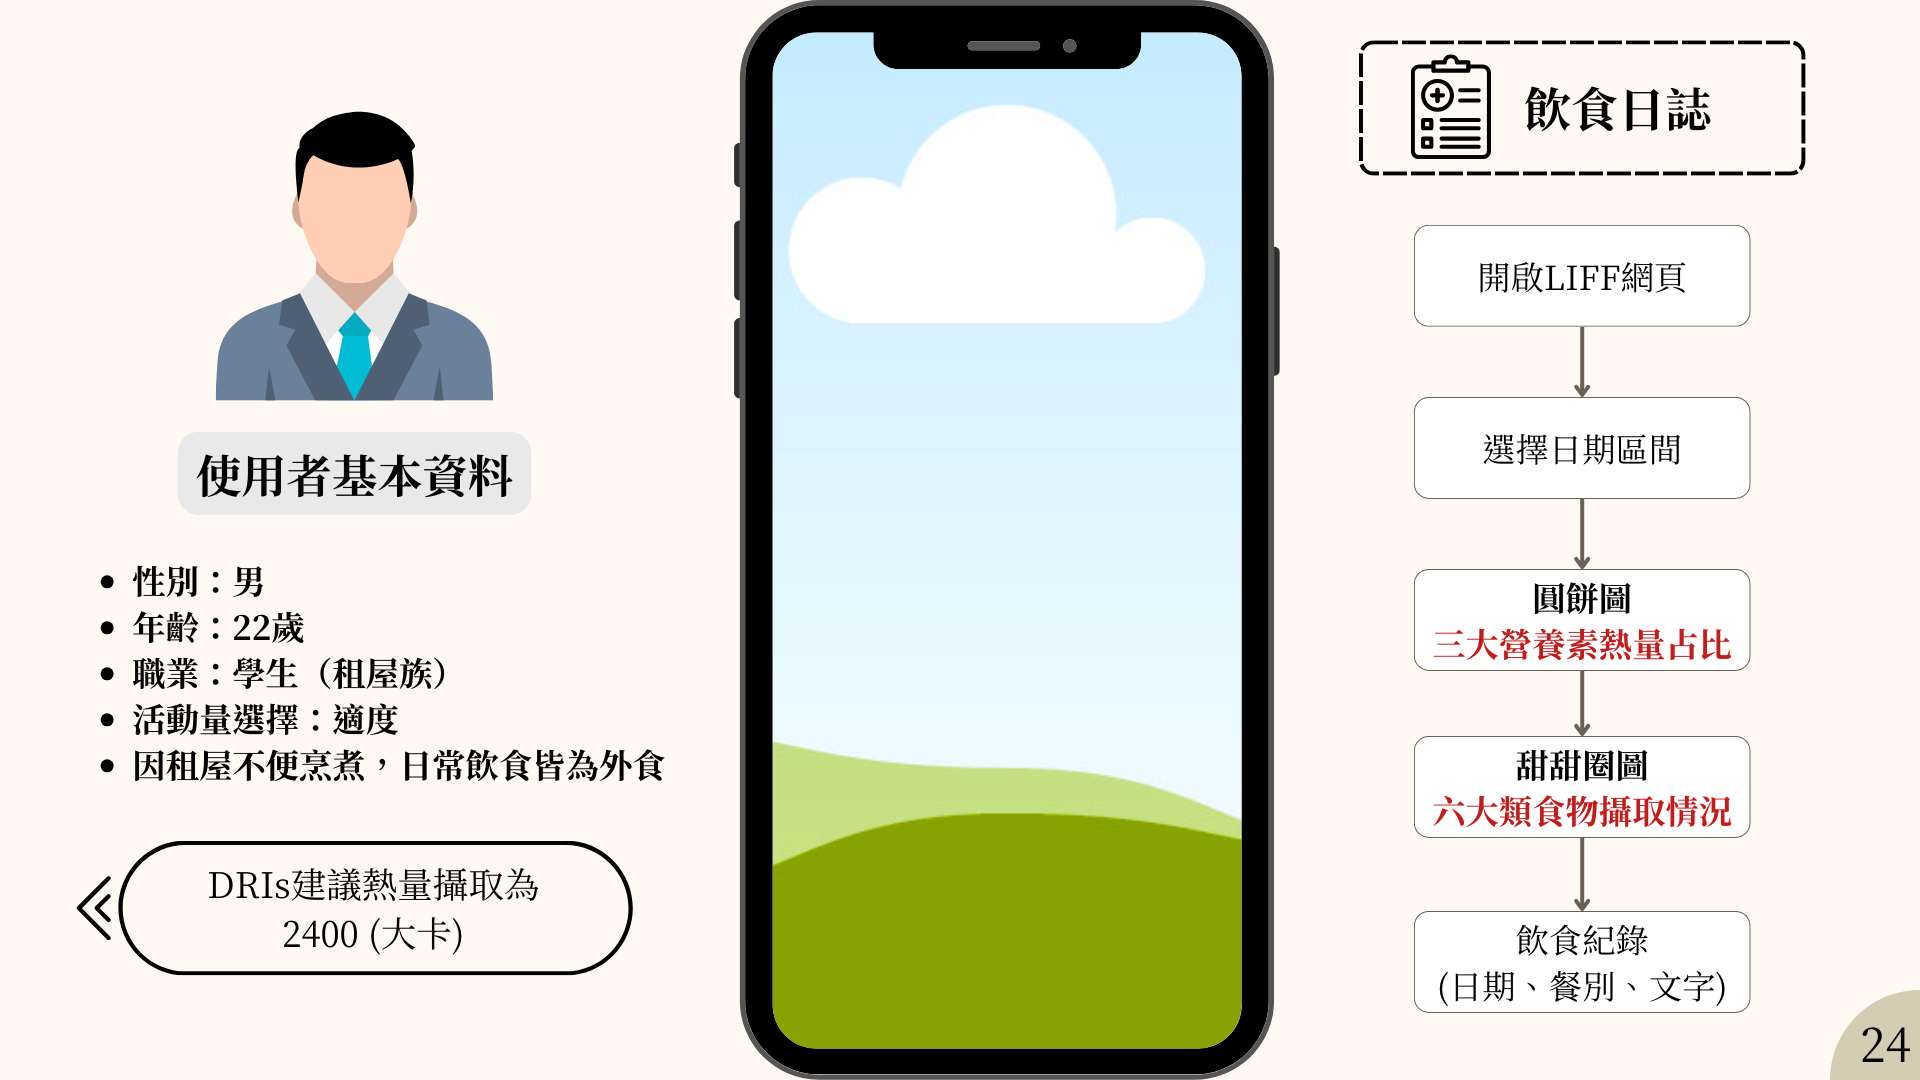 使用者基本資料
性別：男
年齡：22歲
職業：學生（租屋族）
活動量選擇：適度
因租屋不便烹煮，日常飲食皆為外食
DRIs建議熱量攝取為
2400 (大卡)
飲食日誌
開啟LIFF網頁
選擇日期區間
圓餅圖
三大營養素熱量占比
甜甜圈圖
六大類食物攝取情況
飲食紀錄
(日期、餐別、文字)
24